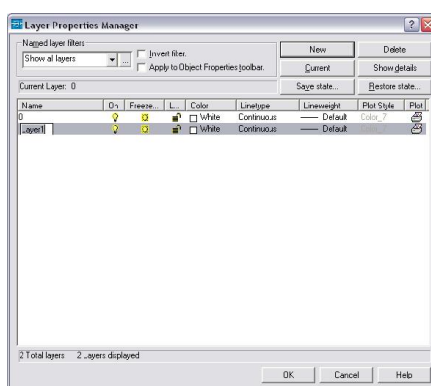 Layer Properties Manager
Named layer filters
Show all layers
...
Invert filter.
Apply to Object Properties toolbar.
New
Delete
Current
Show details
Current Layer: 0
Save state...
Restore state...
Name On Freeze... L... Color Linetype Lineweight Plot Style Plot
0 White Continuous Default Color_7
Layer1 White Continuous Default Color_7
2 Total layers 2 Layers displayed
OK Cancel Help